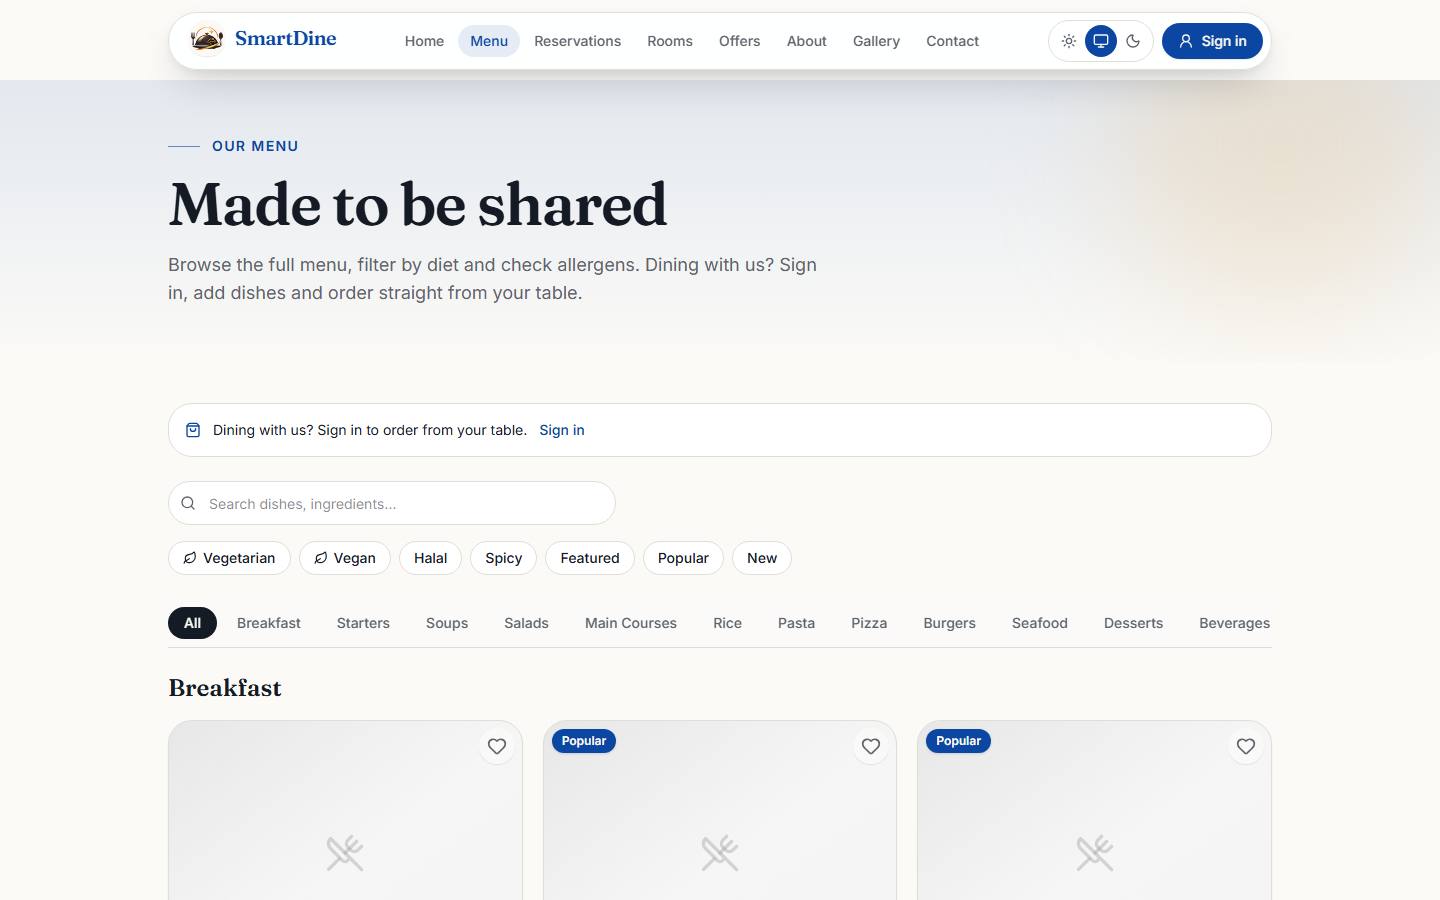 SmartDine
Home Menu Reservations Rooms Offers About Gallery Contact
Sign in
OUR MENU
Made to be shared
Browse the full menu, filter by diet and check allergens. Dining with us? Sign
in, add dishes and order straight from your table.
Dining with us? Sign in to order from your table. Sign in
Search dishes, ingredients...
Vegetarian Vegan Halal Spicy Featured Popular New
All Breakfast Starters Soups Salads Main Courses Rice Pasta Pizza Burgers Seafood Desserts Beverages
Breakfast
Popular Popular